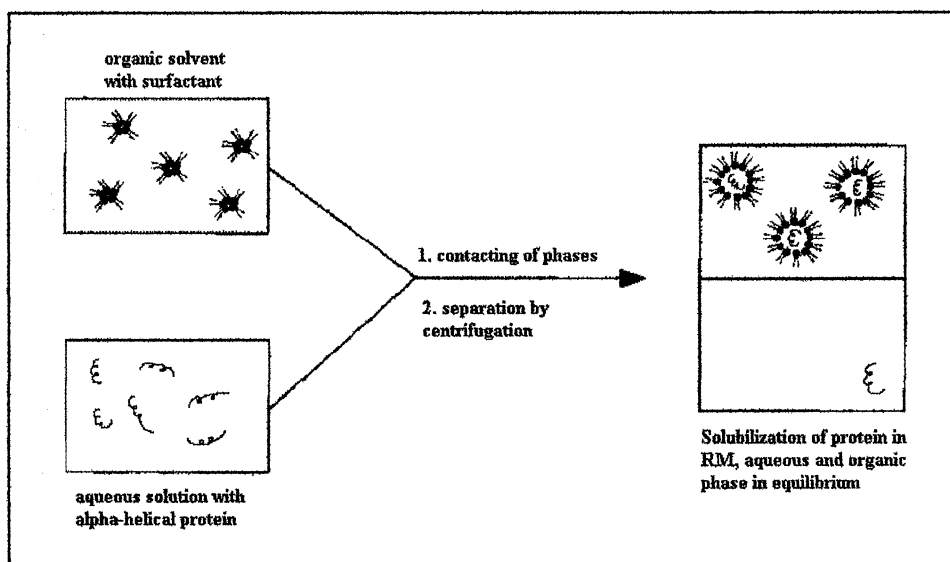 organic solvent
with surfactant
1. contacting of phases
2. separation by
centrifugation
aqueous solution with
alpha-helical protein
Solubilization of protein in
RM, aqueous and organic
phase in equilibrium